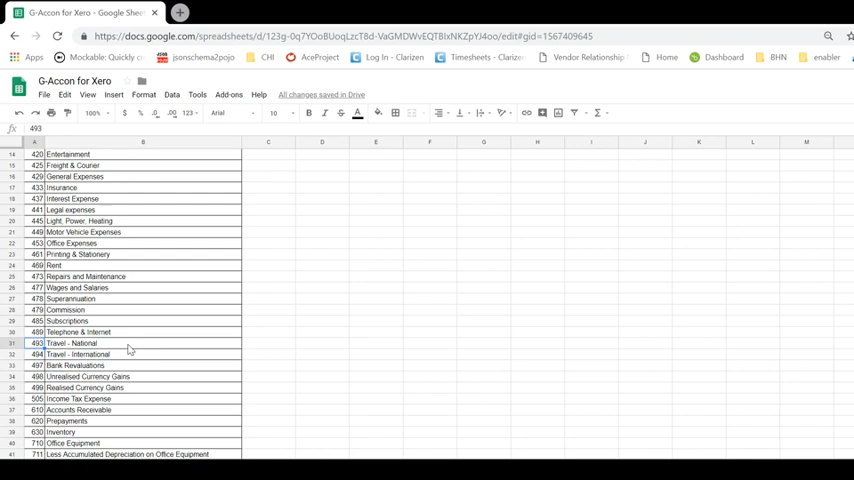 G-Accon for Xero - Google Sheet
https://docs.google.com/spreadsheets/d/123g-0q7YOoBUoqLzcT8d-VaGMDWvEQTBIxNKZpYJ4oo/edit#gid=1567409645
Apps Mockable: Quickly c jsonschema2pojo CHI AceProject Log In - Clarizen Timesheets - Clarizen Vendor Relationship Home Dashboard BHN enabler
G-Accon for Xero
File Edit View Insert Format Data Tools Add-ons Help All changes saved in Drive
100% $ % .0 .00 123 Arial 10 B I S A
fx 493
A B C D E F G H I J K L M
14 420 Entertainment
15 425 Freight & Courier
16 429 General Expenses
17 433 Insurance
18 437 Interest Expense
19 441 Legal expenses
20 445 Light, Power, Heating
21 449 Motor Vehicle Expenses
22 453 Office Expenses
23 461 Printing & Stationery
24 469 Rent
25 473 Repairs and Maintenance
26 477 Wages and Salaries
27 478 Superannuation
28 479 Commission
29 485 Subscriptions
30 489 Telephone & Internet
31 493 Travel - National
32 494 Travel - International
33 497 Bank Revaluations
34 498 Unrealised Currency Gains
35 499 Realised Currency Gains
36 505 Income Tax Expense
37 610 Accounts Receivable
38 620 Prepayments
39 630 Inventory
40 710 Office Equipment
41 711 Less Accumulated Depreciation on Office Equipment